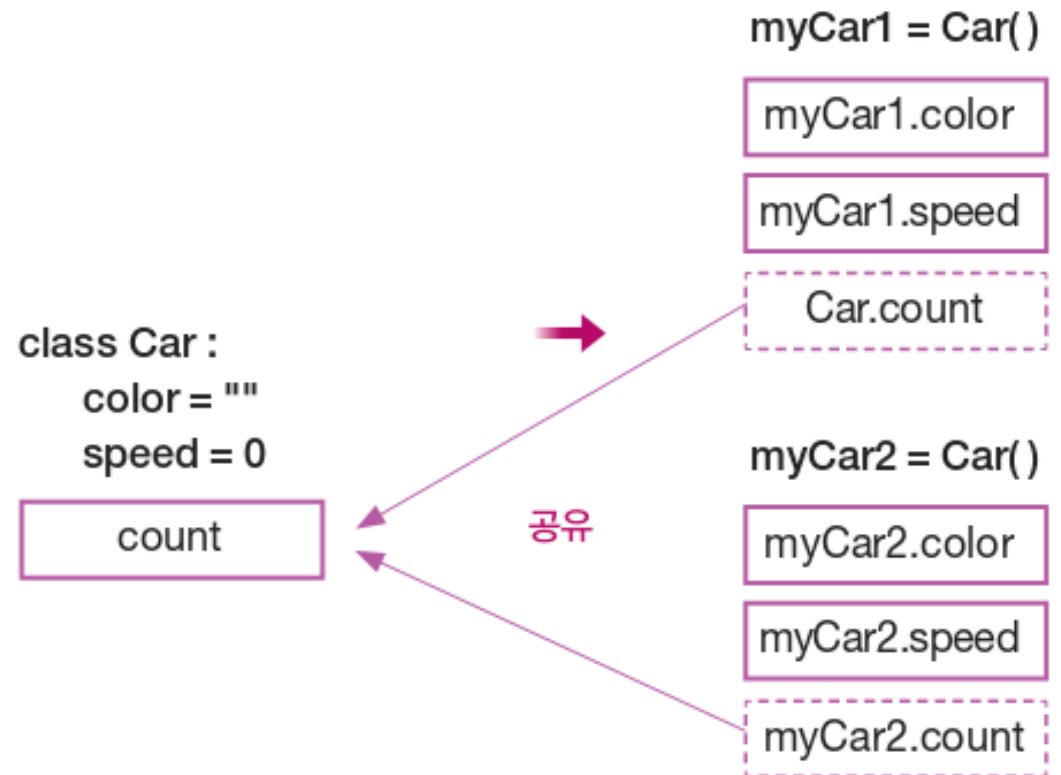 class Car :
color = ""
speed = 0
count
공유
myCar1 = Car( )
myCar1.color
myCar1.speed
Car.count
myCar2 = Car( )
myCar2.color
myCar2.speed
myCar2.count